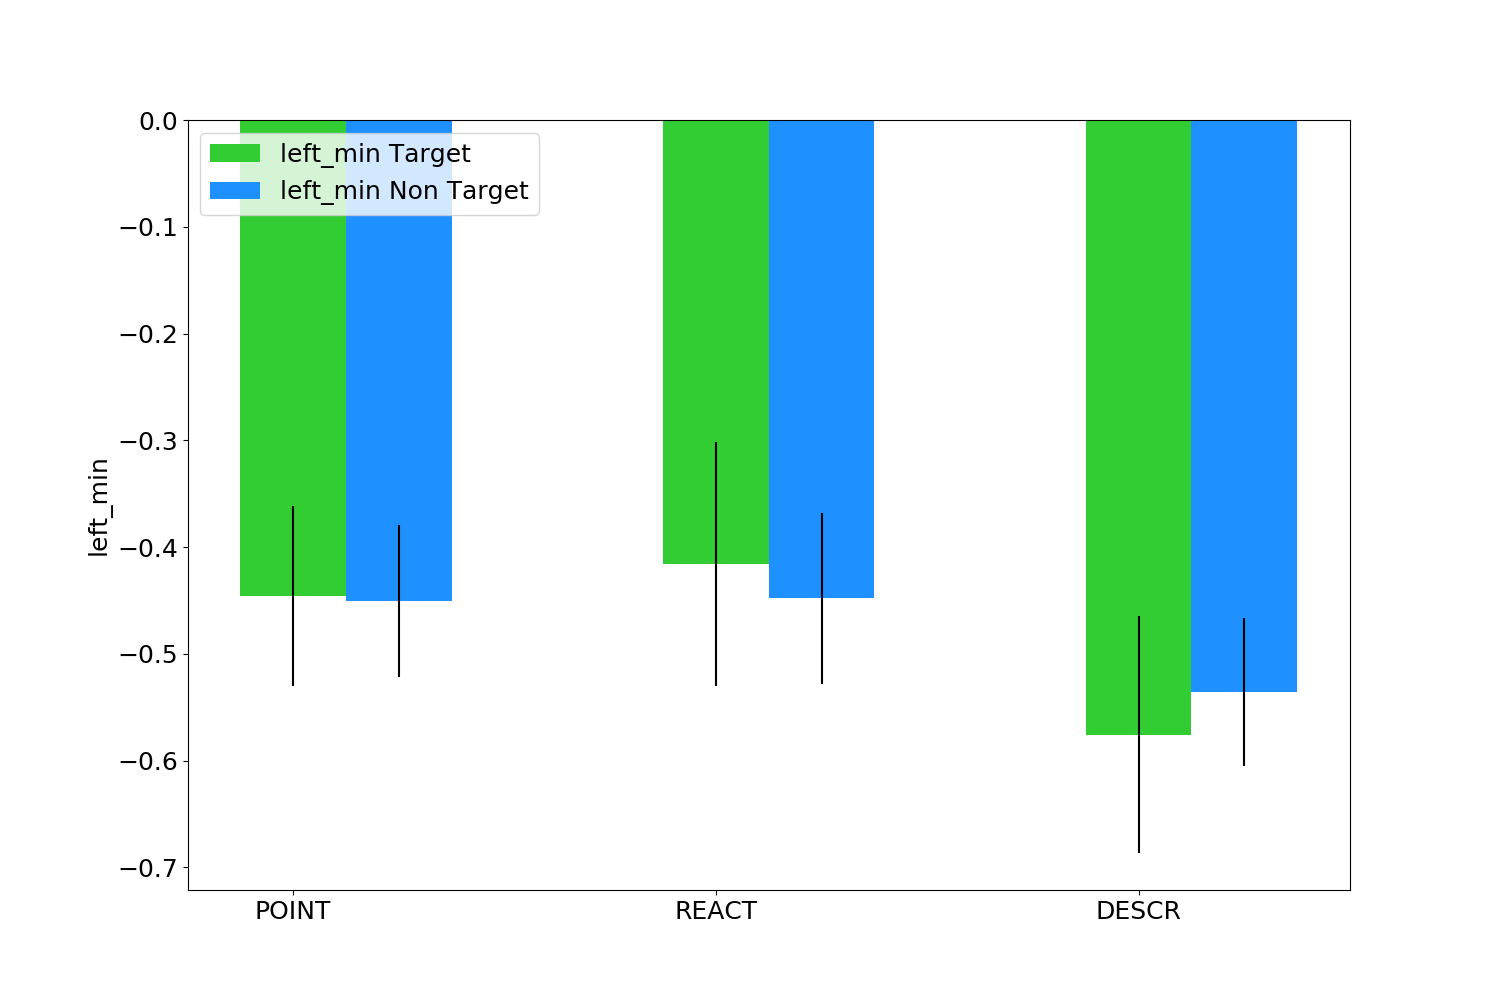 0.0
left_min Target
left_min Non Target
−0.1
−0.2
−0.3
−0.4
−0.5
−0.6
−0.7
left_min
POINT REACT DESCR